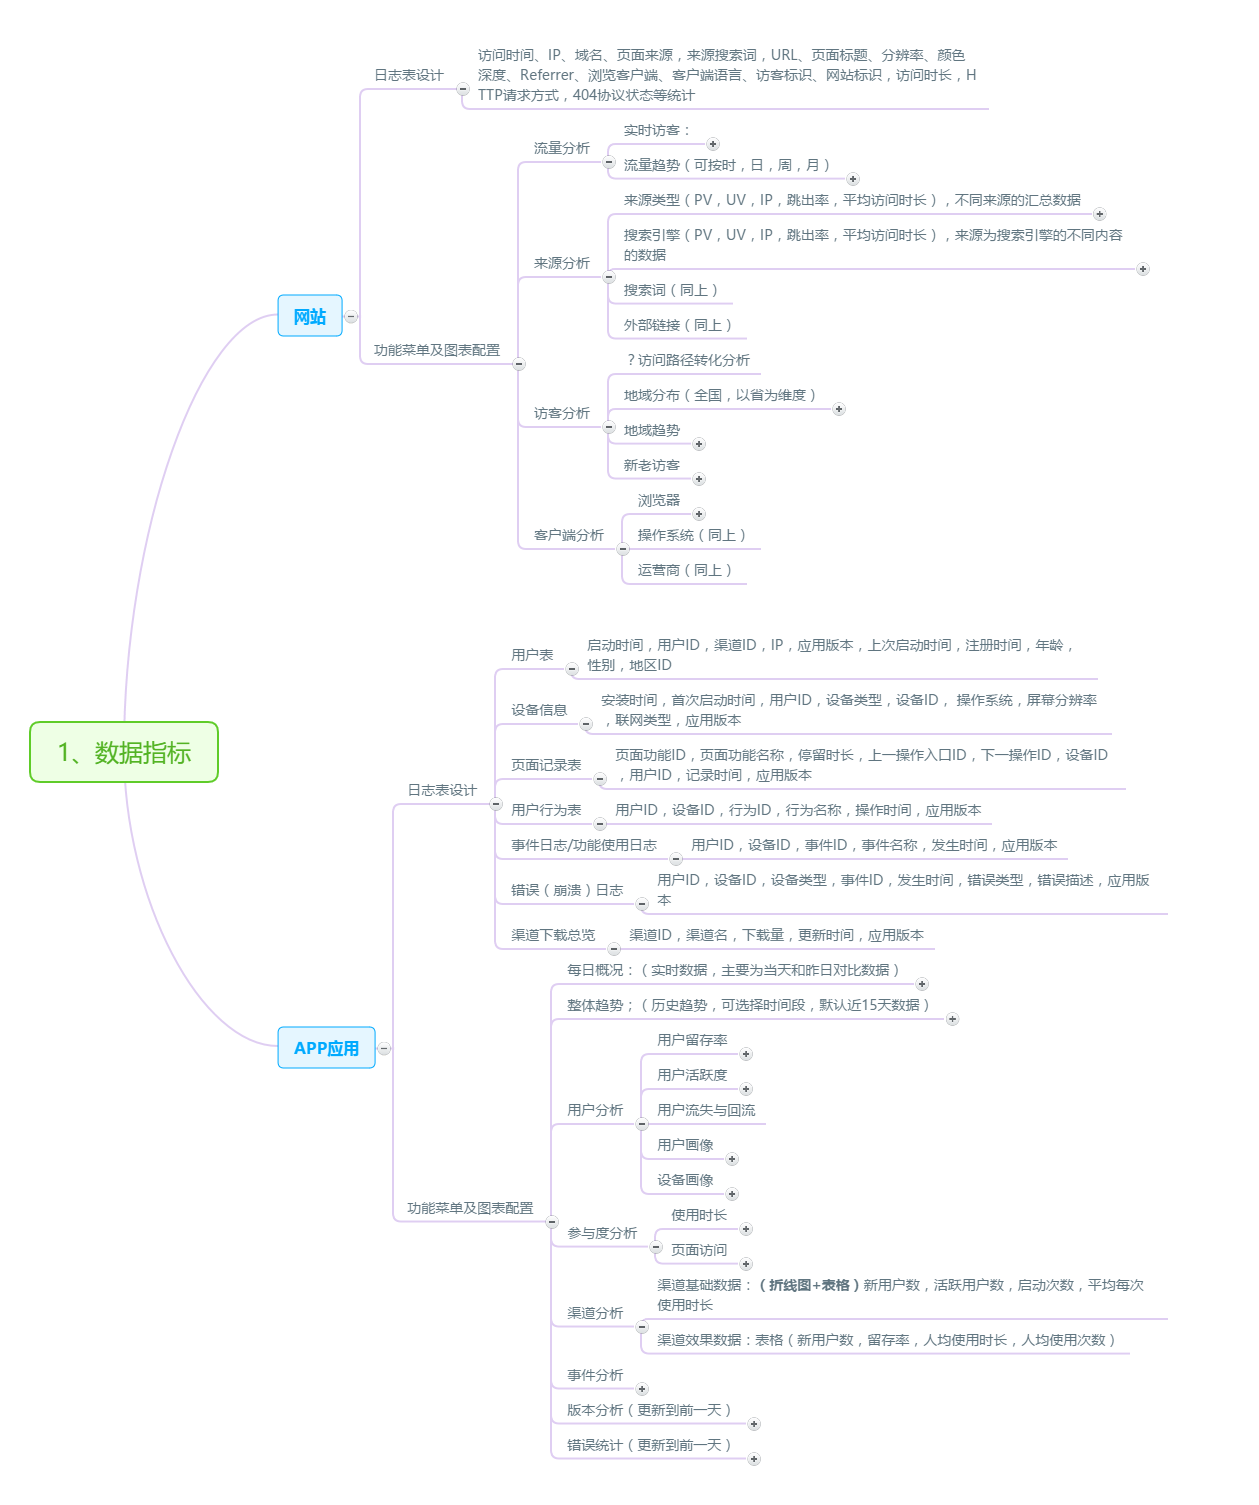 1、数据指标
网站
日志表设计
访问时间、IP、域名、页面来源，来源搜索词，URL、页面标题、分辨率、颜色
深度、Referrer、浏览客户端、客户端语言、访客标识、网站标识，访问时长，H
TTP请求方式，404协议状态等统计
功能菜单及图表配置
流量分析
实时访客：
流量趋势（可按时，日，周，月）
来源分析
来源类型（PV，UV，IP，跳出率，平均访问时长），不同来源的汇总数据
搜索引擎（PV，UV，IP，跳出率，平均访问时长），来源为搜索引擎的不同内容
的数据
搜索词（同上）
外部链接（同上）
访客分析
？访问路径转化分析
地域分布（全国，以省为维度）
地域趋势
新老访客
客户端分析
浏览器
操作系统（同上）
运营商（同上）
APP应用
日志表设计
用户表
启动时间，用户ID，渠道ID，IP，应用版本，上次启动时间，注册时间，年龄，
性别，地区ID
设备信息
安装时间，首次启动时间，用户ID，设备类型，设备ID， 操作系统，屏幕分辨率
，联网类型，应用版本
页面记录表
页面功能ID，页面功能名称，停留时长，上一操作入口ID，下一操作ID，设备ID
，用户ID，记录时间，应用版本
用户行为表
用户ID，设备ID，行为ID，行为名称，操作时间，应用版本
事件日志/功能使用日志
用户ID，设备ID，事件ID，事件名称，发生时间，应用版本
错误（崩溃）日志
用户ID，设备ID，设备类型，事件ID，发生时间，错误类型，错误描述，应用版
本
渠道下载总览
渠道ID，渠道名，下载量，更新时间，应用版本
功能菜单及图表配置
每日概况：（实时数据，主要为当天和昨日对比数据）
整体趋势；（历史趋势，可选择时间段，默认近15天数据）
用户分析
用户留存率
用户活跃度
用户流失与回流
用户画像
设备画像
参与度分析
使用时长
页面访问
渠道分析
渠道基础数据：（折线图+表格）新用户数，活跃用户数，启动次数，平均每次
使用时长
渠道效果数据：表格（新用户数，留存率，人均使用时长，人均使用次数）
事件分析
版本分析（更新到前一天）
错误统计（更新到前一天）